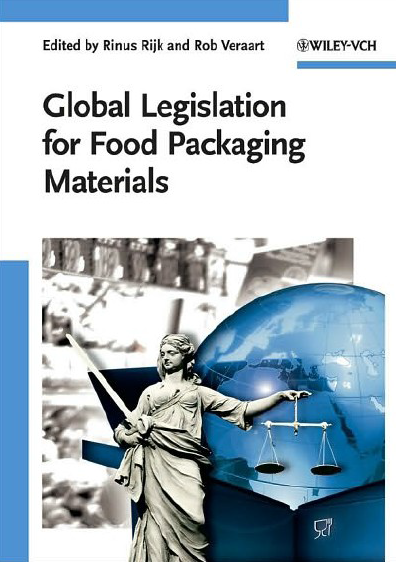 Edited by Rinus Rijk and Rob Veraart
WILEY-VCH
Global Legislation
for Food Packaging
Materials